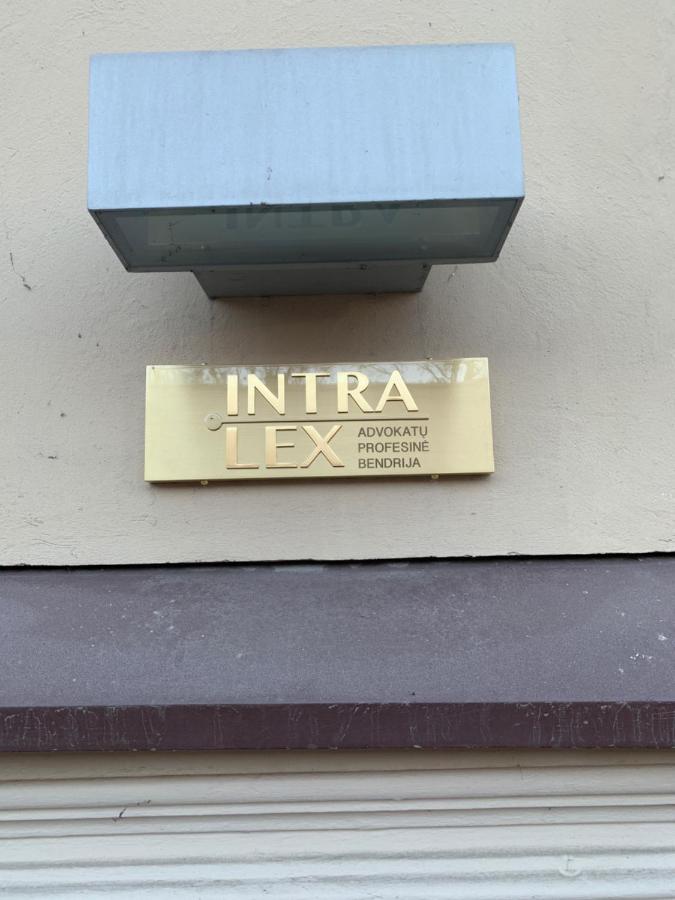 INTRA
LEX
ADVOKATŲ
PROFESINĖ
BENDRIJA